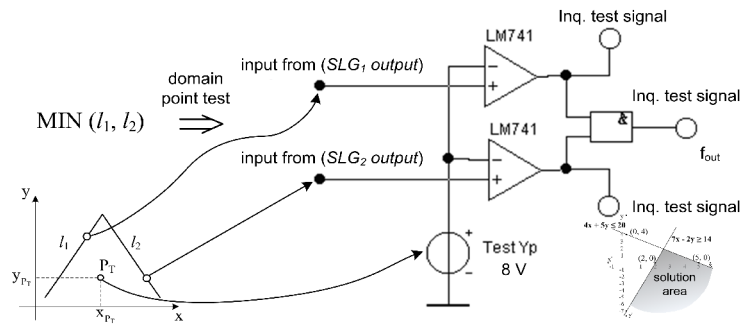 Inq. test signal
LM741
input from (SLG1 output)
domain
point test
MIN (l1, l2)
Inq. test signal
&
fout
LM741
input from (SLG2 output)
y
l1
l2
PT
yPT
xPT
x
Test Yp
8 V
Inq. test signal
4x + 5y ≤ 20
(0, 4)
7x - 2y ≥ 14
(2, 0)
(5, 0)
solution
area